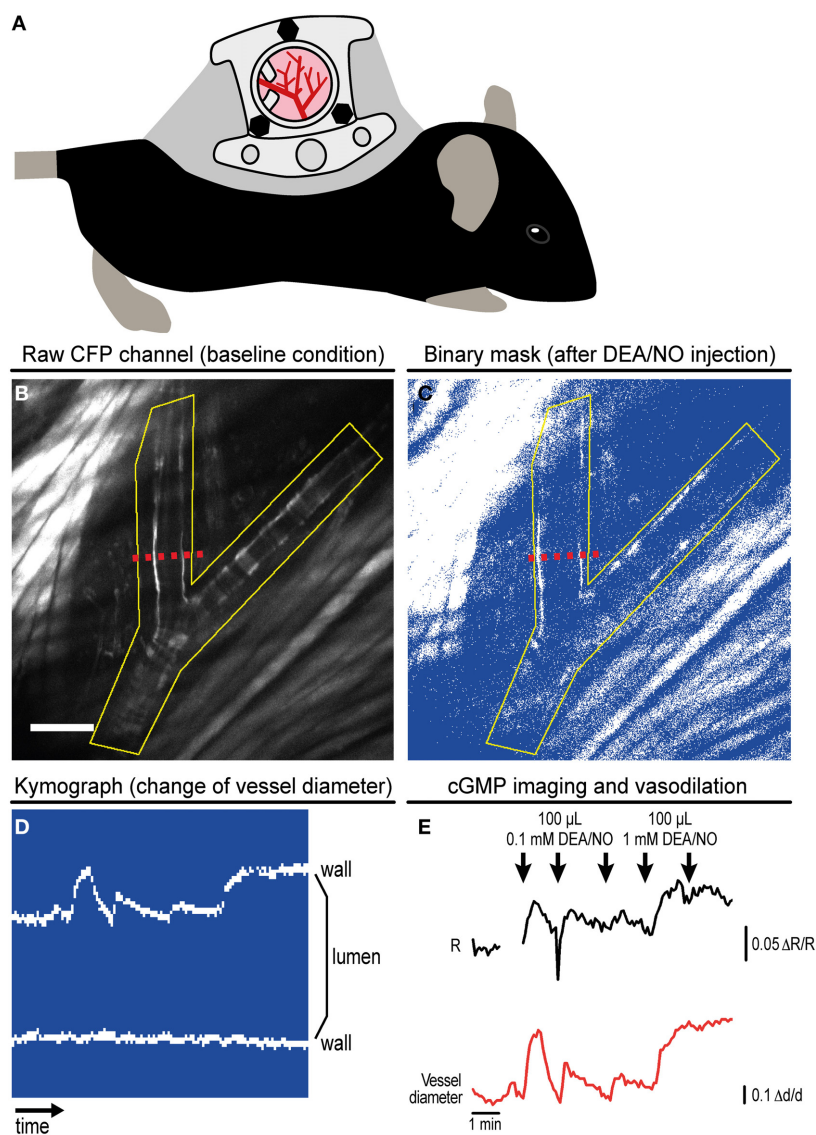 A
Raw CFP channel (baseline condition)
Binary mask (after DEA/NO injection)
B
C
Kymograph (change of vessel diameter)
cGMP imaging and vasodilation
D
wall
lumen
wall
time
E
100 µL
0.1 mM DEA/NO
100 µL
1 mM DEA/NO
R
0.05 ΔR/R
Vessel
diameter
0.1 Δd/d
1 min